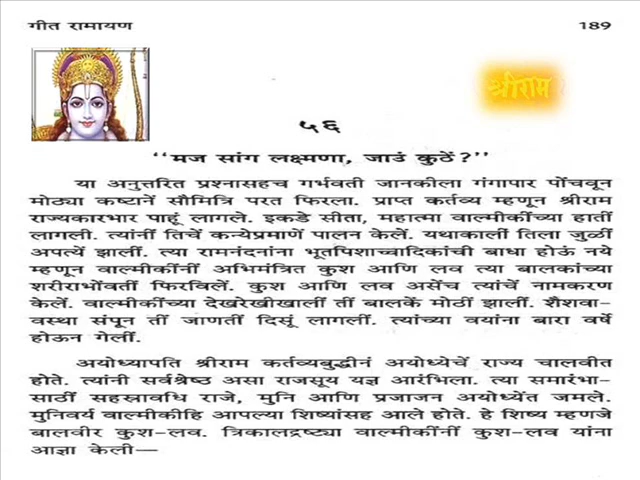 गीत रामायण 189
श्रीराम
५६
‘‘मज सांग लक्ष्मणा, जाउं कुठें?’’
या अनुत्तरित प्रश्नासहच गर्भवती जानकीला गंगापार पोंचवून
मोठ्या कष्टानें सौमित्रि परत फिरला. प्राप्त कर्तव्य म्हणून श्रीराम
राज्यकारभार पाहूं लागले. इकडे सीता, महात्मा वाल्मीकींच्या हातीं
लागली. त्यांनीं तिचें कन्येप्रमाणें पालन केलें. यथाकालीं तिला जुळीं
अपत्यें झालीं. त्या रामनंदनांना भूतपिशाच्चादिकांची बाधा होऊं नये
म्हणून वाल्मीकींनीं अभिमंत्रित कुश आणि लव त्या बालकांच्या
शरीराभोंवतीं फिरविलें. कुश आणि लव असेंच त्यांचें नामकरण
केलें. वाल्मीकींच्या देखरेखीखालीं तीं बालकें मोठीं झालीं. शैशवा-
वस्था संपून तीं जाणतीं दिसूं लागलीं. त्यांच्या वयांना बारा वर्षें
होऊन गेलीं.
अयोध्यापति श्रीराम कर्तव्यबुद्धीनं अयोध्येचें राज्य चालवीत
होते. त्यांनी सर्वश्रेष्ठ असा राजसूय यज्ञ आरंभिला. त्या समारंभा-
साठीं सहस्रावधि राजे, मुनि आणि प्रजाजन अयोध्येंत जमले.
मुनिवर्य वाल्मीकीहि आपल्या शिष्यांसह आले होते. हे शिष्य म्हणजे
बालवीर कुश-लव. त्रिकालद्रष्ट्या वाल्मीकींनीं कुश-लव यांना
आज्ञा केली—